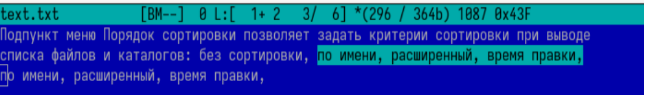 text.txt [BM--] 0 L:[ 1+ 2 3/ 6] *(296 / 364b) 1087 0x43F
Подпункт меню Порядок сортировки позволяет задать критерии сортировки при выводе
списка файлов и каталогов: без сортировки, по имени, расширенный, время правки,
по имени, расширенный, время правки,